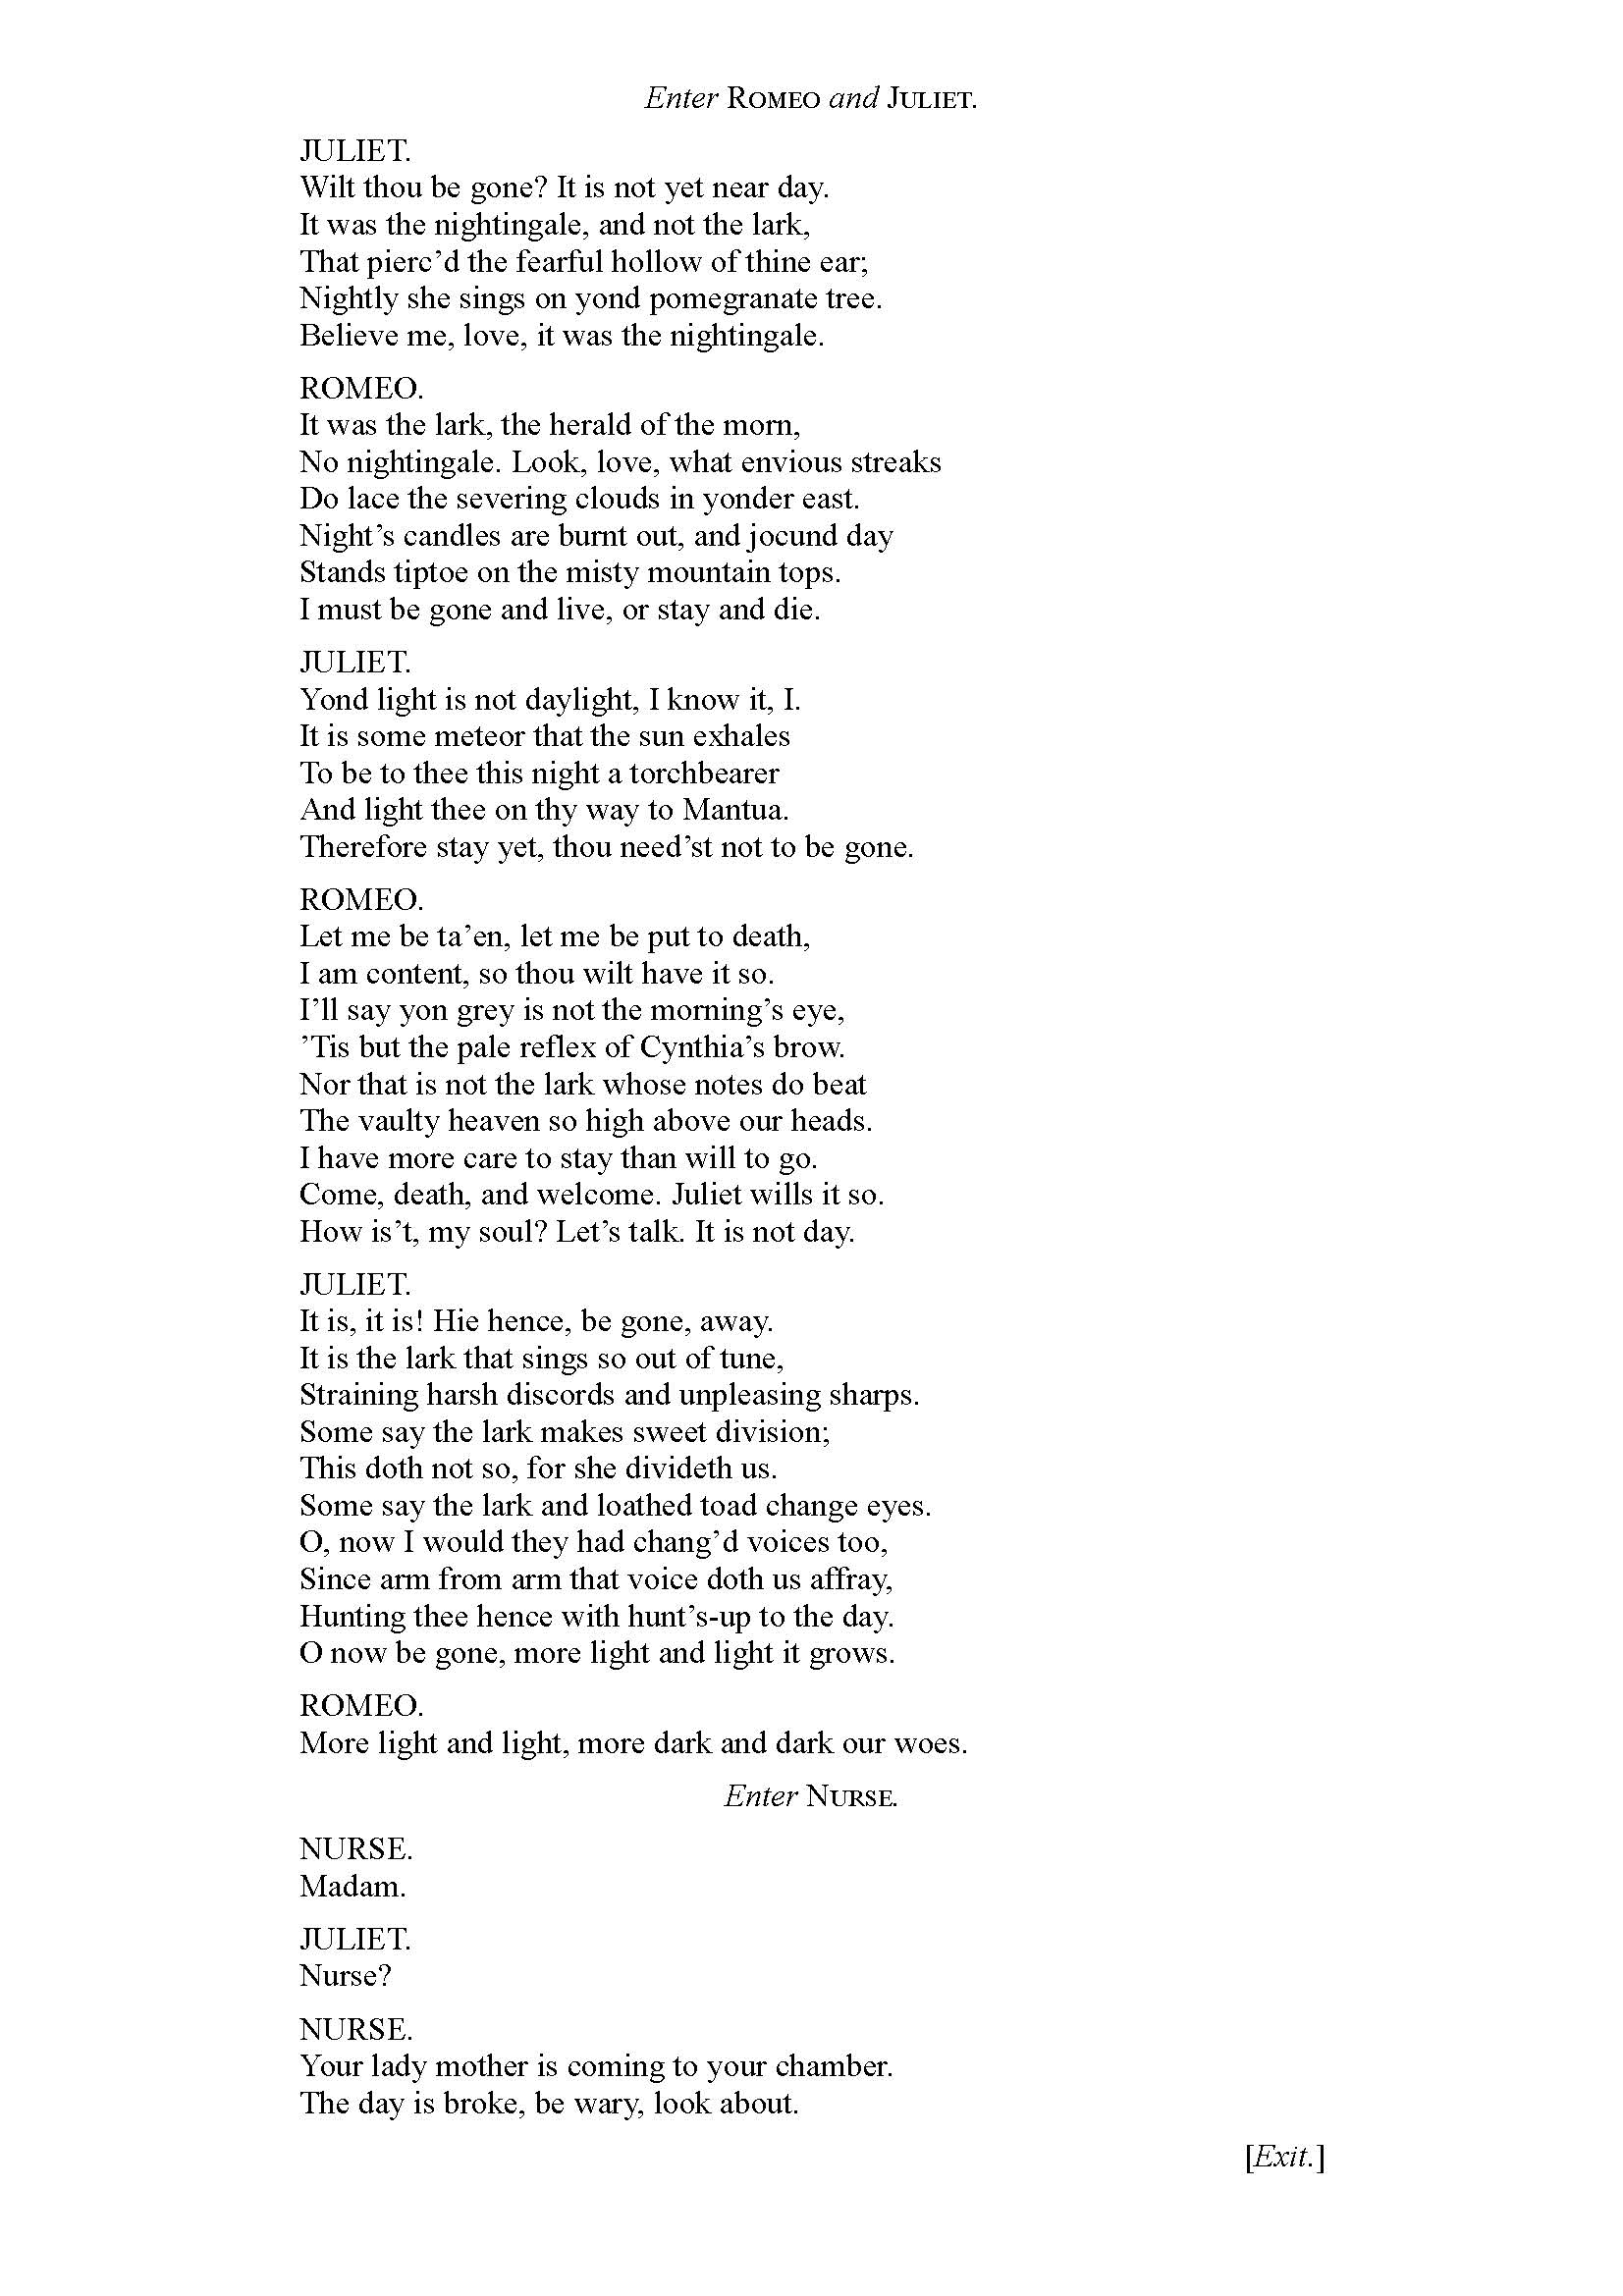 Enter ROMEO and JULIET.
JULIET.
Wilt thou be gone? It is not yet near day.
It was the nightingale, and not the lark,
That pierc’d the fearful hollow of thine ear;
Nightly she sings on yond pomegranate tree.
Believe me, love, it was the nightingale.
ROMEO.
It was the lark, the herald of the morn,
No nightingale. Look, love, what envious streaks
Do lace the severing clouds in yonder east.
Night’s candles are burnt out, and jocund day
Stands tiptoe on the misty mountain tops.
I must be gone and live, or stay and die.
JULIET.
Yond light is not daylight, I know it, I.
It is some meteor that the sun exhales
To be to thee this night a torchbearer
And light thee on thy way to Mantua.
Therefore stay yet, thou need’st not to be gone.
ROMEO.
Let me be ta’en, let me be put to death,
I am content, so thou wilt have it so.
I’ll say yon grey is not the morning’s eye,
’Tis but the pale reflex of Cynthia’s brow.
Nor that is not the lark whose notes do beat
The vaulty heaven so high above our heads.
I have more care to stay than will to go.
Come, death, and welcome. Juliet wills it so.
How is’t, my soul? Let’s talk. It is not day.
JULIET.
It is, it is! Hie hence, be gone, away.
It is the lark that sings so out of tune,
Straining harsh discords and unpleasing sharps.
Some say the lark makes sweet division;
This doth not so, for she divideth us.
Some say the lark and loathed toad change eyes.
O, now I would they had chang’d voices too,
Since arm from arm that voice doth us affray,
Hunting thee hence with hunt’s-up to the day.
O now be gone, more light and light it grows.
ROMEO.
More light and light, more dark and dark our woes.
Enter NURSE.
NURSE.
Madam.
JULIET.
Nurse?
NURSE.
Your lady mother is coming to your chamber.
The day is broke, be wary, look about.
[Exit.]